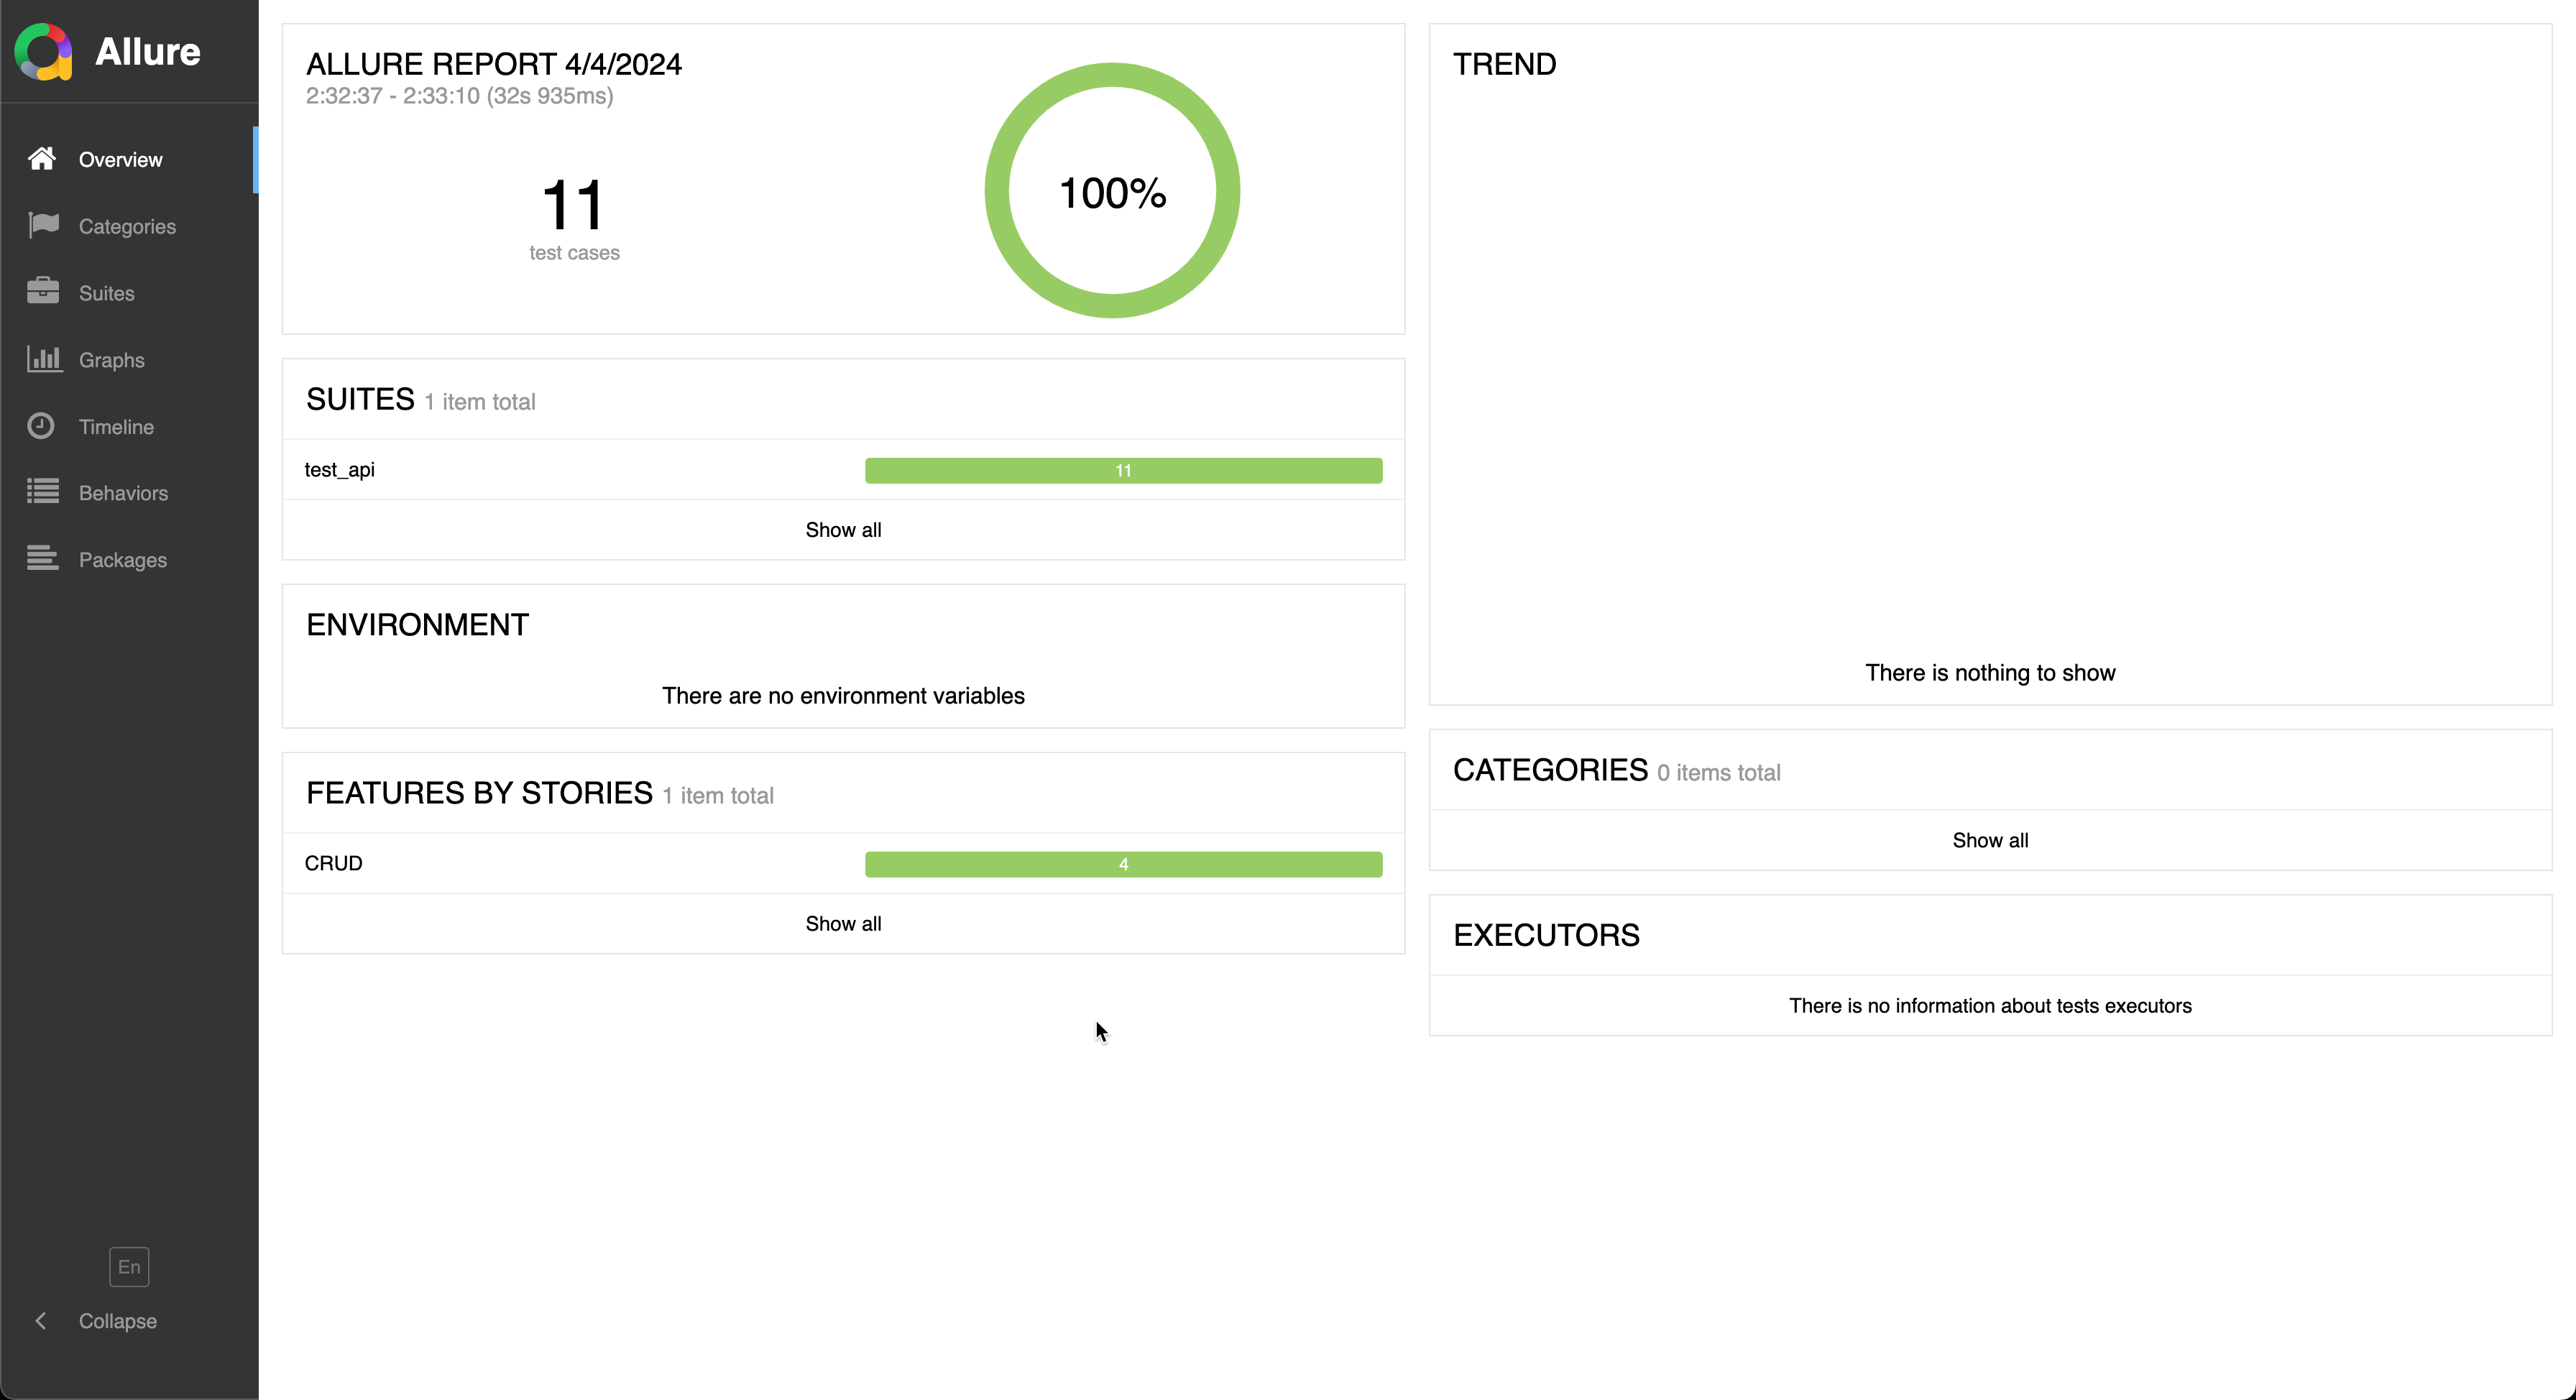 Allure
Overview
Categories
Suites
Graphs
Timeline
Behaviors
Packages
En
Collapse
ALLURE REPORT 4/4/2024
2:32:37 - 2:33:10 (32s 935ms)
11
test cases
100%
SUITES 1 item total
test_api 11
Show all
ENVIRONMENT
There are no environment variables
FEATURES BY STORIES 1 item total
CRUD 4
Show all
TREND
There is nothing to show
CATEGORIES 0 items total
Show all
EXECUTORS
There is no information about tests executors